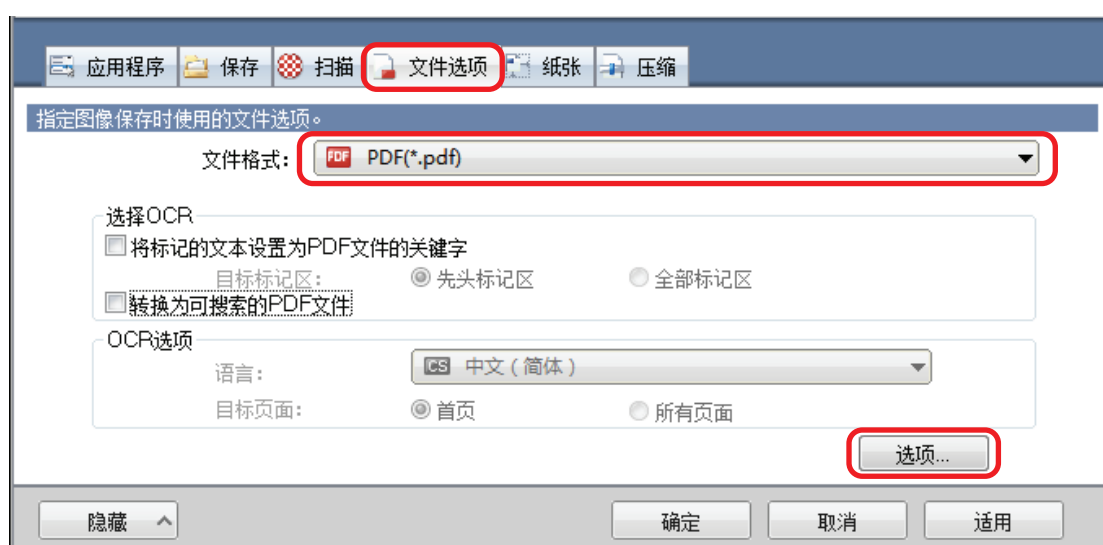 应用程序 保存 扫描 文件选项 纸张 压缩
指定图像保存时使用的文件选项。
文件格式: PDF PDF(*.pdf)
选择OCR
将标记的文本设置为PDF文件的关键字
目标标记区: 先头标记区 全部标记区
转换为可搜索的PDF文件
OCR选项
语言: CS 中文(简体)
目标页面: 首页 所有页面
选项...
隐藏 确定 取消 适用